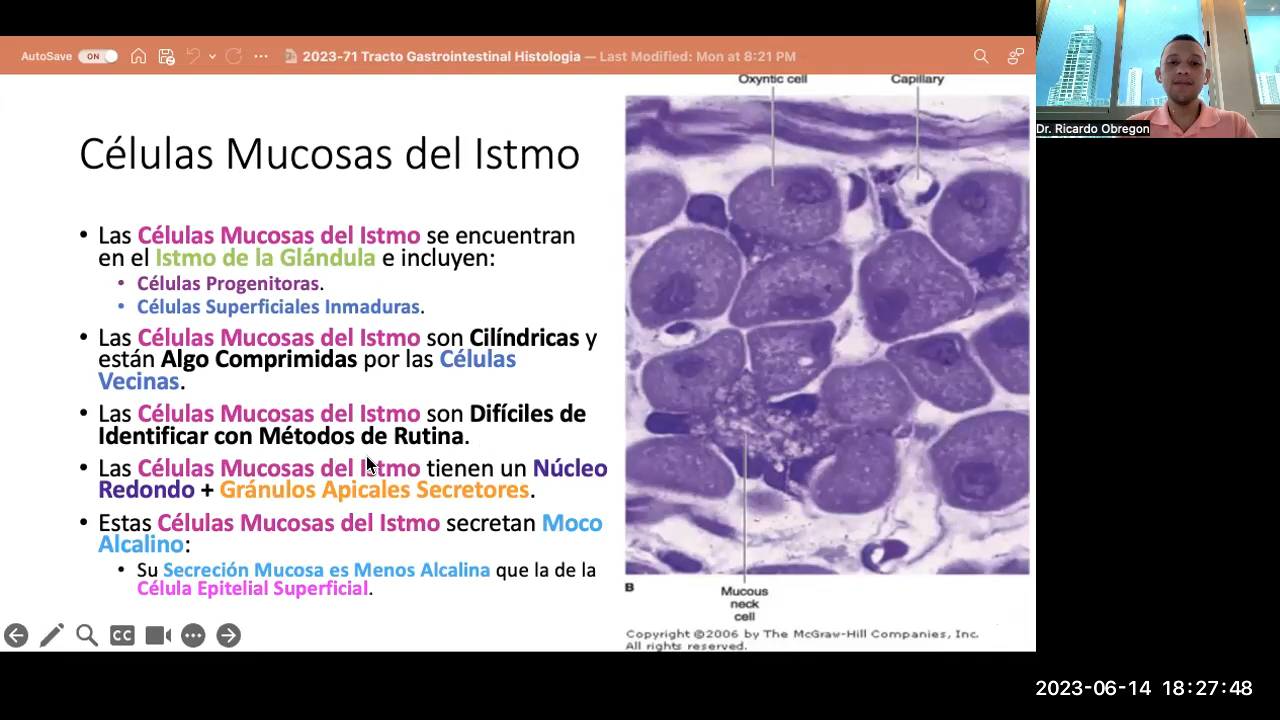 AutoSave ON 2023-71 Tracto Gastrointestinal Histologia — Last Modified: Mon at 8:21 PM
Células Mucosas del Istmo
• Las Células Mucosas del Istmo se encuentran
en el Istmo de la Glándula e incluyen:
• Células Progenitoras.
• Células Superficiales Inmaduras.
• Las Células Mucosas del Istmo son Cilíndricas y
están Algo Comprimidas por las Células
Vecinas.
• Las Células Mucosas del Istmo son Difíciles de
Identificar con Métodos de Rutina.
• Las Células Mucosas del Istmo tienen un Núcleo
Redondo + Gránulos Apicales Secretores.
• Estas Células Mucosas del Istmo secretan Moco
Alcalino:
• Su Secreción Mucosa es Menos Alcalina que la de la
Célula Epitelial Superficial.
CC
Oxyntic cell
Capillary
B
Mucous
neck
cell
Copyright ©2006 by The McGraw-Hill Companies, Inc.
All rights reserved.
Dr. Ricardo Obregon
2023-06-14 18:27:48